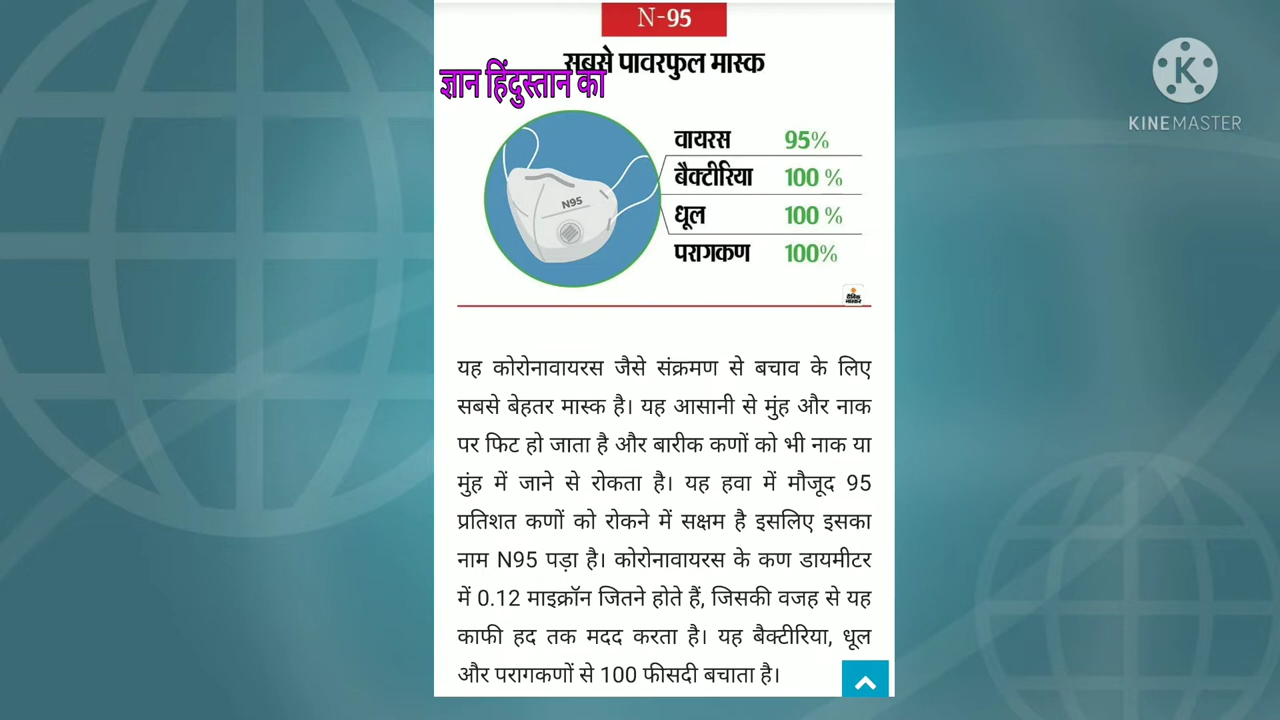 N-95
सबसे पावरफुल मास्क
ज्ञान हिंदुस्तान का
K
KINEMASTER
वायरस 95%
बैक्टीरिया 100 %
धूल 100 %
परागकण 100%
N95
दैनिक
भास्कर
यह कोरोनावायरस जैसे संक्रमण से बचाव के लिए
सबसे बेहतर मास्क है। यह आसानी से मुंह और नाक
पर फिट हो जाता है और बारीक कणों को भी नाक या
मुंह में जाने से रोकता है। यह हवा में मौजूद 95
प्रतिशत कणों को रोकने में सक्षम है इसलिए इसका
नाम N95 पड़ा है। कोरोनावायरस के कण डायमीटर
में 0.12 माइक्रॉन जितने होते हैं, जिसकी वजह से यह
काफी हद तक मदद करता है। यह बैक्टीरिया, धूल
और परागकणों से 100 फीसदी बचाता है।